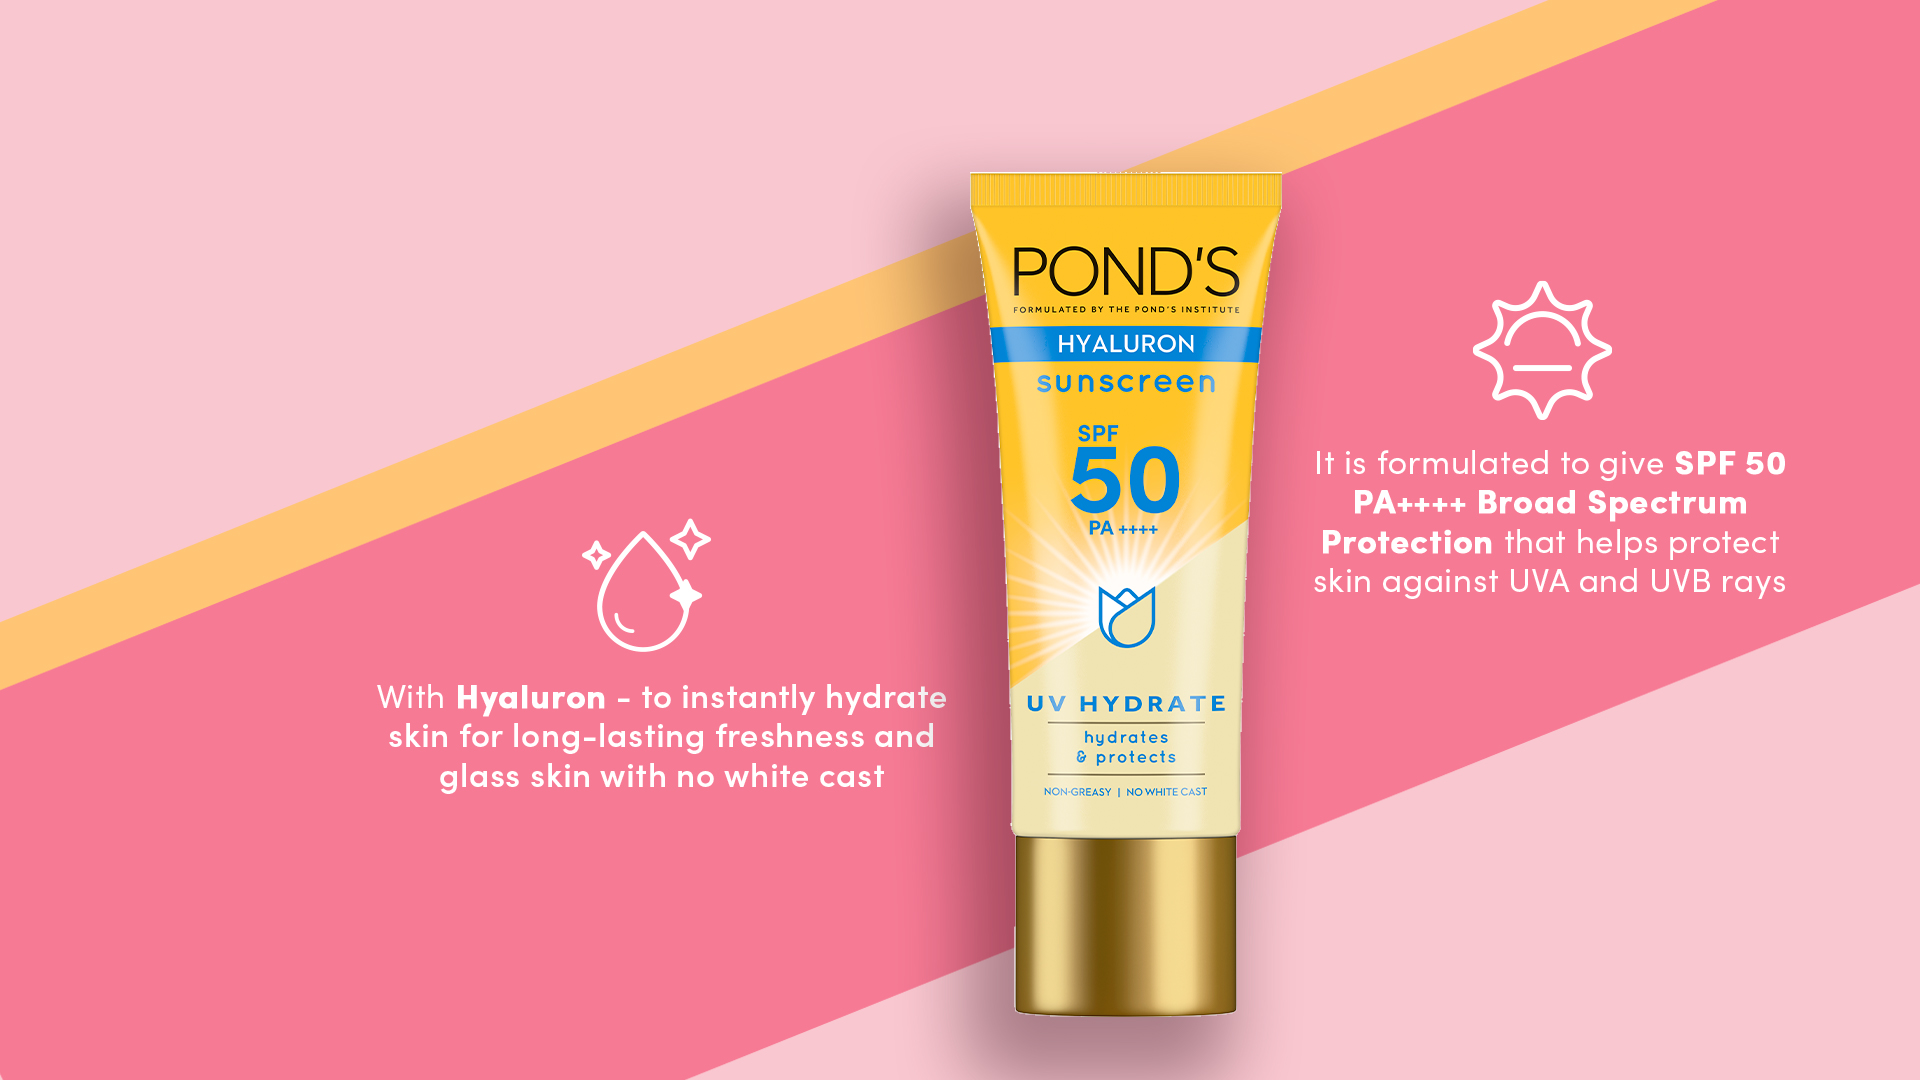 POND'S
FORMULATED BY THE POND'S INSTITUTE
HYALURON
sunscreen
SPF
50
PA ++++
UV HYDRATE
hydrates
& protects
NON-GREASY | NO WHITE CAST
With Hyaluron - to instantly hydrate
skin for long-lasting freshness and
glass skin with no white cast
It is formulated to give SPF 50
PA++++ Broad Spectrum
Protection that helps protect
skin against UVA and UVB rays